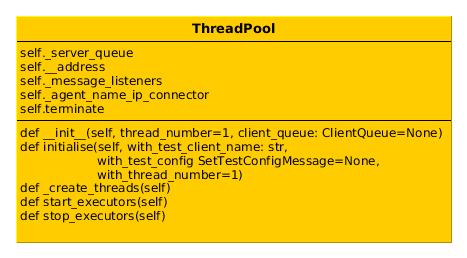 ThreadPool
self._server_queue
self.__address
self._message_listeners
self._agent_name_ip_connector
self.terminate
def __init__(self, thread_number=1, client_queue: ClientQueue=None)
def initialise(self, with_test_client_name: str,
with_test_config SetTestConfigMessage=None,
with_thread_number=1)
def _create_threads(self)
def start_executors(self)
def stop_executors(self)